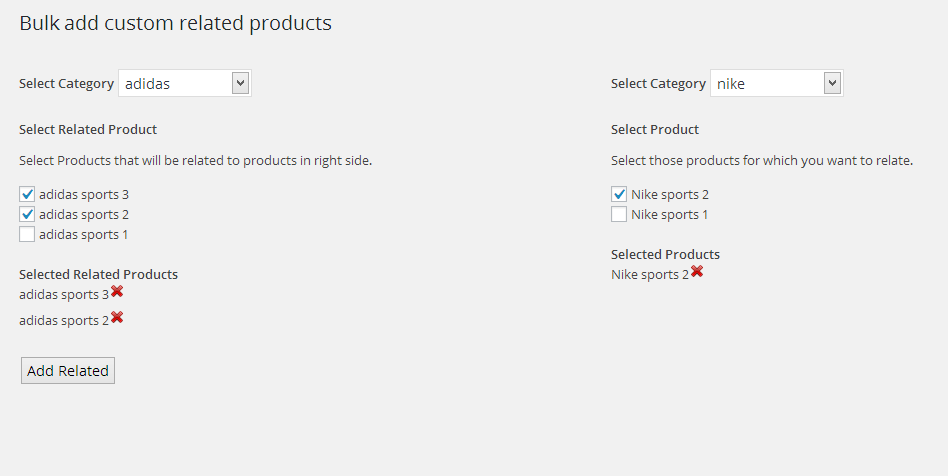 Bulk add custom related products
Select Category adidas
Select Related Product
Select Products that will be related to products in right side.
adidas sports 3
adidas sports 2
adidas sports 1
Selected Related Products
adidas sports 3
adidas sports 2
Add Related
Select Category nike
Select Product
Select those products for which you want to relate.
Nike sports 2
Nike sports 1
Selected Products
Nike sports 2